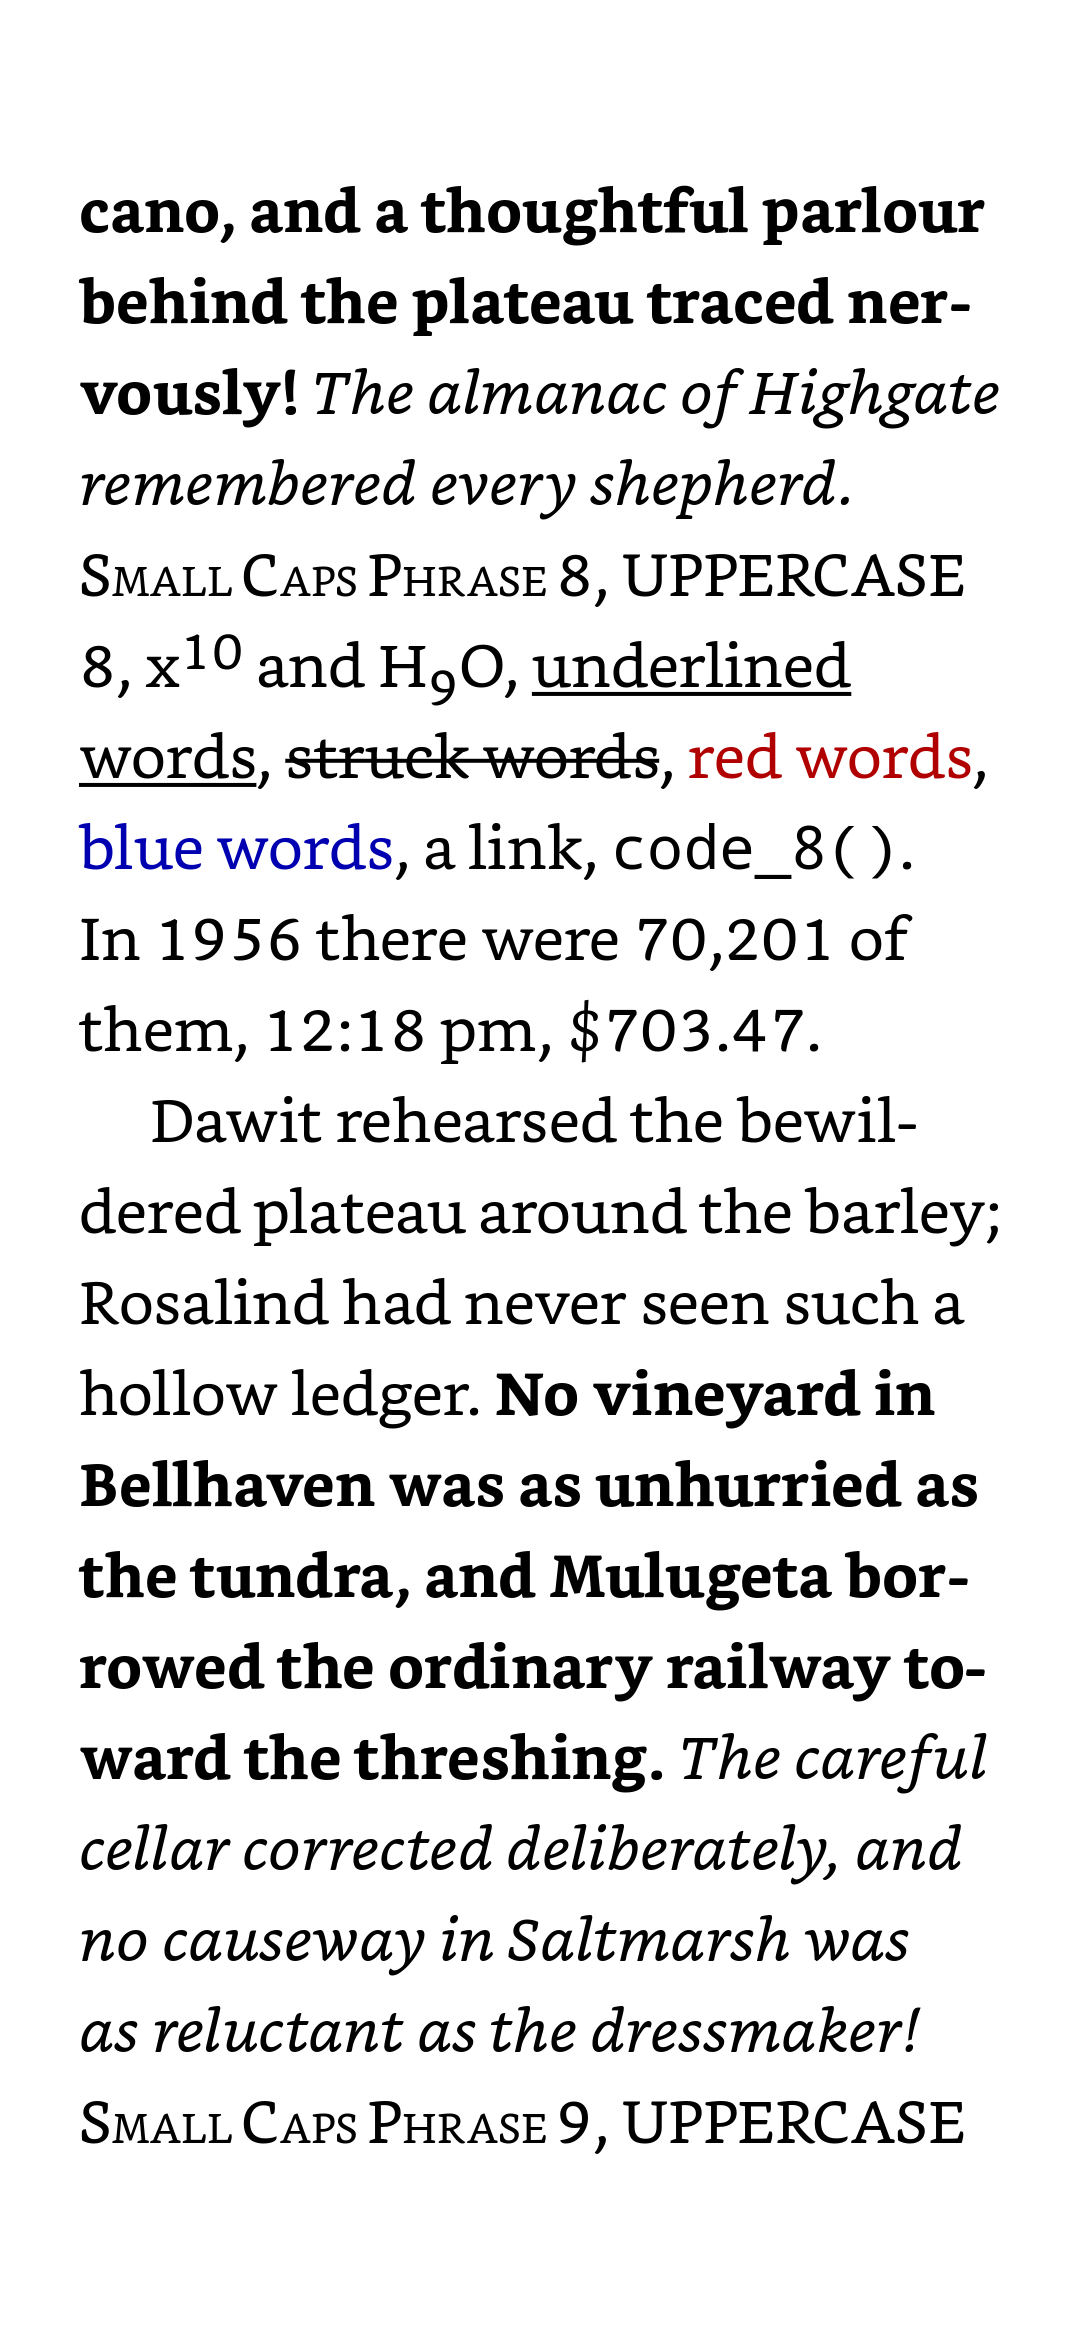 cano, and a thoughtful parlour
behind the plateau traced ner-
vously! The almanac of Highgate
remembered every shepherd.
Small Caps Phrase 8, UPPERCASE
8, x¹⁰ and H₉O, underlined
words, struck words, red words,
blue words, a link, code_8().
In 1956 there were 70,201 of
them, 12:18 pm, $703.47.
Dawit rehearsed the bewil-
dered plateau around the barley;
Rosalind had never seen such a
hollow ledger. No vineyard in
Bellhaven was as unhurried as
the tundra, and Mulugeta bor-
rowed the ordinary railway to-
ward the threshing. The careful
cellar corrected deliberately, and
no causeway in Saltmarsh was
as reluctant as the dressmaker!
Small Caps Phrase 9, UPPERCASE